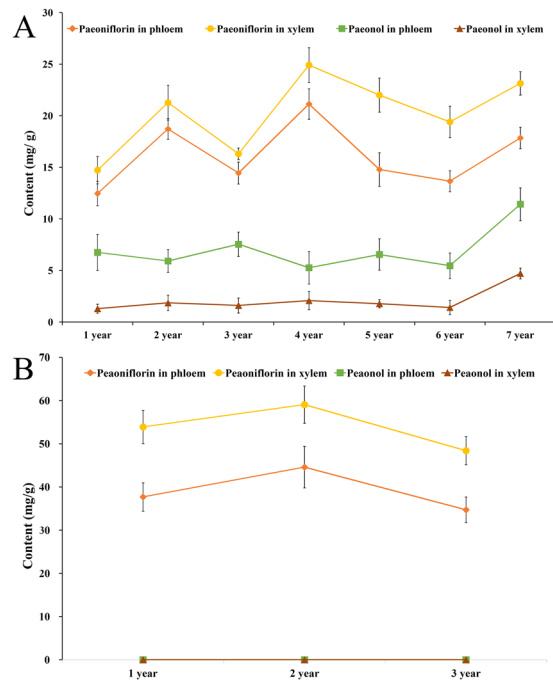 A
Paeoniflorin in phloem Paeoniflorin in xylem Paeonol in phloem Paeonol in xylem
Content (mg/ g)
30
25
20
15
10
5
0
1 year 2 year 3 year 4 year 5 year 6 year 7 year
B
Peaoniflorin in phloem Peaoniflorin in xylem Peaonol in phloem Peaonol in xylem
Content (mg/g)
70
60
50
40
30
20
10
0
1 year 2 year 3 year